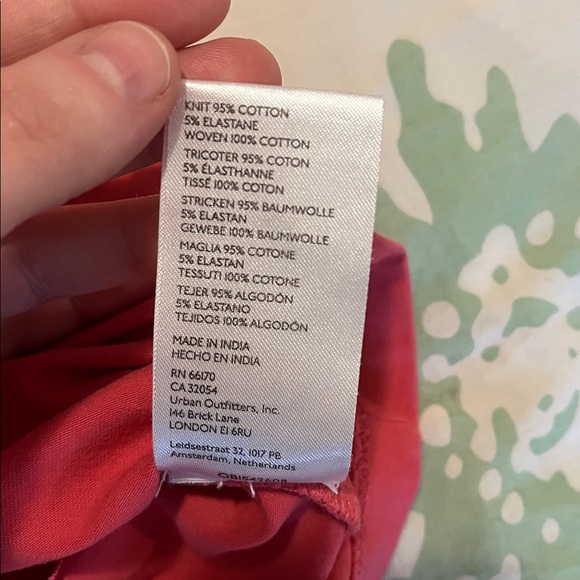 KNIT 95% COTTON
5% ELASTANE
WOVEN 100% COTTON
TRICOTER 95% COTON
5% ÉLASTHANNE
TISSÉ 100% COTON
STRICKEN 95% BAUMWOLLE
5% ELASTAN
GEWEBE 100% BAUMWOLLE
MAGLIA 95% COTONE
5% ELASTAN
TESSUTI 100% COTONE
TEJER 95% ALGODÓN
5% ELASTANO
TEJIDOS 100% ALGODÓN
MADE IN INDIA
HECHO EN INDIA
RN 66170
CA 32054
Urban Outfitters, Inc.
146 Brick Lane
LONDON E1 6RU
Leidsestraat 32, 1017 PB
Amsterdam, Netherlands